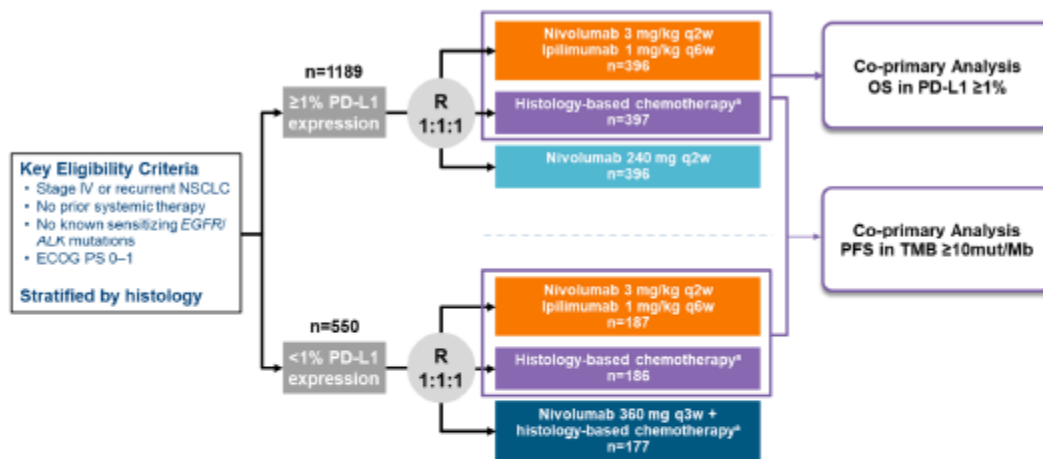 Key Eligibility Criteria
• Stage IV or recurrent NSCLC
• No prior systemic therapy
• No known sensitizing EGFR/
ALK mutations
• ECOG PS 0–1
Stratified by histology
n=1189
≥1% PD-L1
expression
R
1:1:1
Nivolumab 3 mg/kg q2w
Ipilimumab 1 mg/kg q6w
n=396
Histology-based chemotherapyᵃ
n=397
Nivolumab 240 mg q2w
n=396
n=550
<1% PD-L1
expression
R
1:1:1
Nivolumab 3 mg/kg q2w
Ipilimumab 1 mg/kg q6w
n=187
Histology-based chemotherapyᵃ
n=186
Nivolumab 360 mg q3w +
histology-based chemotherapyᵃ
n=177
Co-primary Analysis
OS in PD-L1 ≥1%
Co-primary Analysis
PFS in TMB ≥10mut/Mb